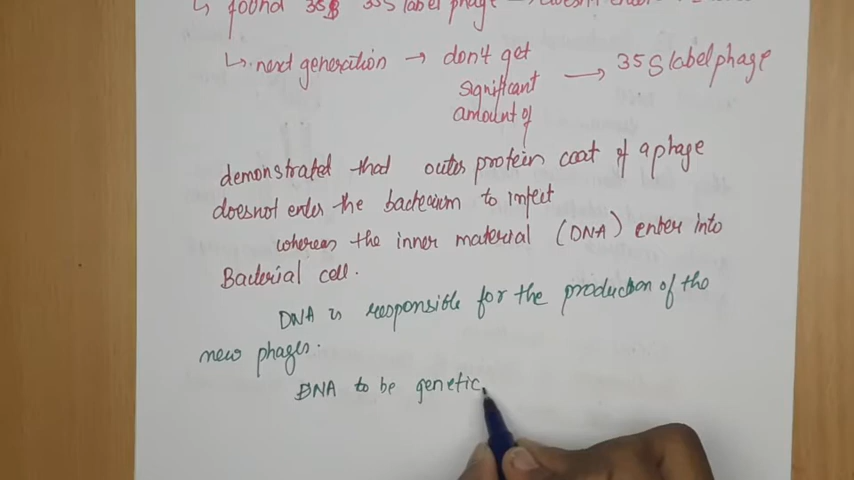 ↳ found 35S 35S label phage →
↳ next generation → don't get
significant → 35S label phage
amount of
demonstrated that outer protein coat of a phage
doesnot enter the bacterium to infect
whereas the inner material (DNA) enter into
Bacterial cell.
DNA is responsible for the production of the
new phages.
DNA to be genetic